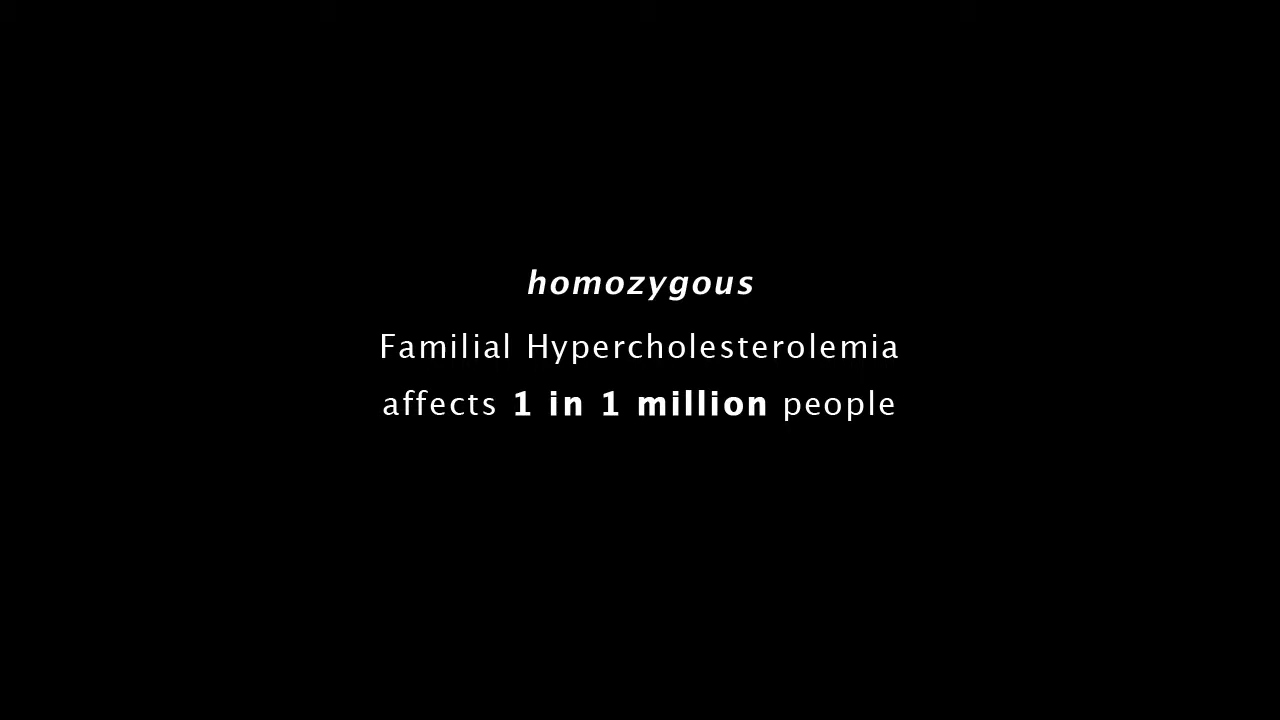 homozygous
Familial Hypercholesterolemia
affects 1 in 1 million people